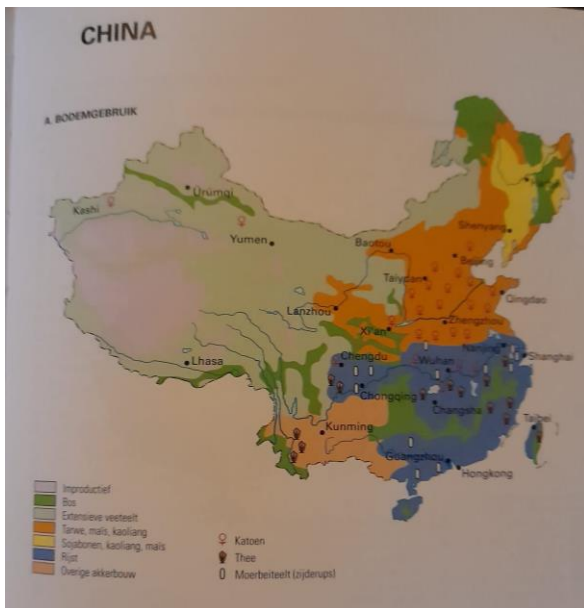 CHINA
A. BODEMGEBRUIK
Ürümqi
Kashi
Yumen
Baotou
Shenyang
Beijing
Taiyuan
Qingdao
Lanzhou
Xi'an
Zhengzhou
Nanjing
Shanghai
Lhasa
Chengdu
Wuhan
Chongqing
Changsha
Taibei
Kunming
Guangzhou
Hongkong
Improductief
Bos
Extensieve veeteelt
Tarwe, maïs, kaoliang
Sojabonen, kaoliang, maïs
Rijst
Overige akkerbouw
Katoen
Thee
Moerbeiteelt (zijderups)